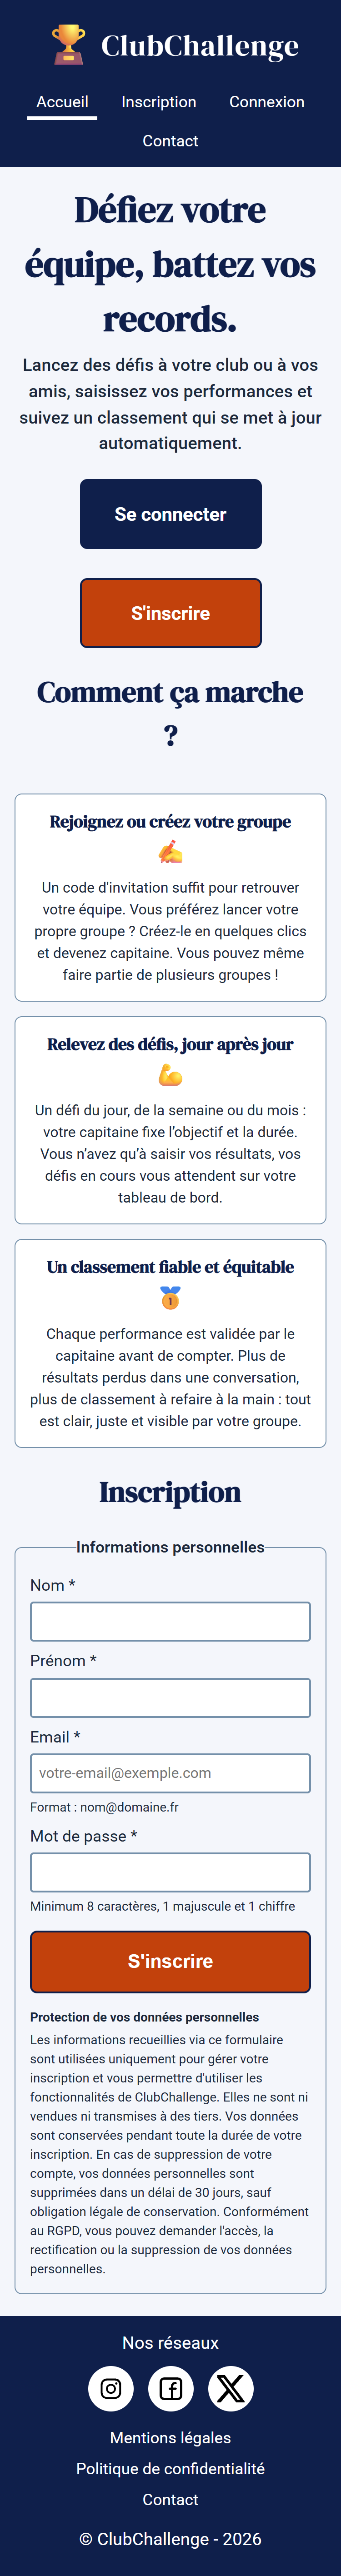 ClubChallenge
Accueil Inscription Connexion
Contact
Défiez votre
équipe, battez vos
records.
Lancez des défis à votre club ou à vos
amis, saisissez vos performances et
suivez un classement qui se met à jour
automatiquement.
Se connecter
S'inscrire
Comment ça marche
?
Rejoignez ou créez votre groupe
Un code d'invitation suffit pour retrouver
votre équipe. Vous préférez lancer votre
propre groupe ? Créez-le en quelques clics
et devenez capitaine. Vous pouvez même
faire partie de plusieurs groupes !
Relevez des défis, jour après jour
Un défi du jour, de la semaine ou du mois :
votre capitaine fixe l’objectif et la durée.
Vous n’avez qu’à saisir vos résultats, vos
défis en cours vous attendent sur votre
tableau de bord.
Un classement fiable et équitable
1
Chaque performance est validée par le
capitaine avant de compter. Plus de
résultats perdus dans une conversation,
plus de classement à refaire à la main : tout
est clair, juste et visible par votre groupe.
Inscription
Informations personnelles
Nom *
Prénom *
Email *
votre-email@exemple.com
Format : nom@domaine.fr
Mot de passe *
Minimum 8 caractères, 1 majuscule et 1 chiffre
S'inscrire
Protection de vos données personnelles
Les informations recueillies via ce formulaire
sont utilisées uniquement pour gérer votre
inscription et vous permettre d'utiliser les
fonctionnalités de ClubChallenge. Elles ne sont ni
vendues ni transmises à des tiers. Vos données
sont conservées pendant toute la durée de votre
inscription. En cas de suppression de votre
compte, vos données personnelles sont
supprimées dans un délai de 30 jours, sauf
obligation légale de conservation. Conformément
au RGPD, vous pouvez demander l'accès, la
rectification ou la suppression de vos données
personnelles.
Nos réseaux
Mentions légales
Politique de confidentialité
Contact
© ClubChallenge - 2026